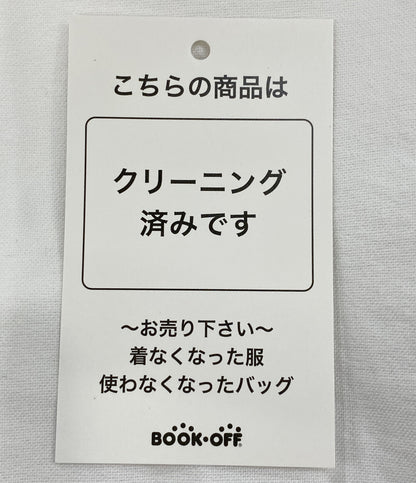 こちらの商品は
クリーニング
済みです
〜お売り下さい〜
着なくなった服
使わなくなったバッグ
BOOK・OFF